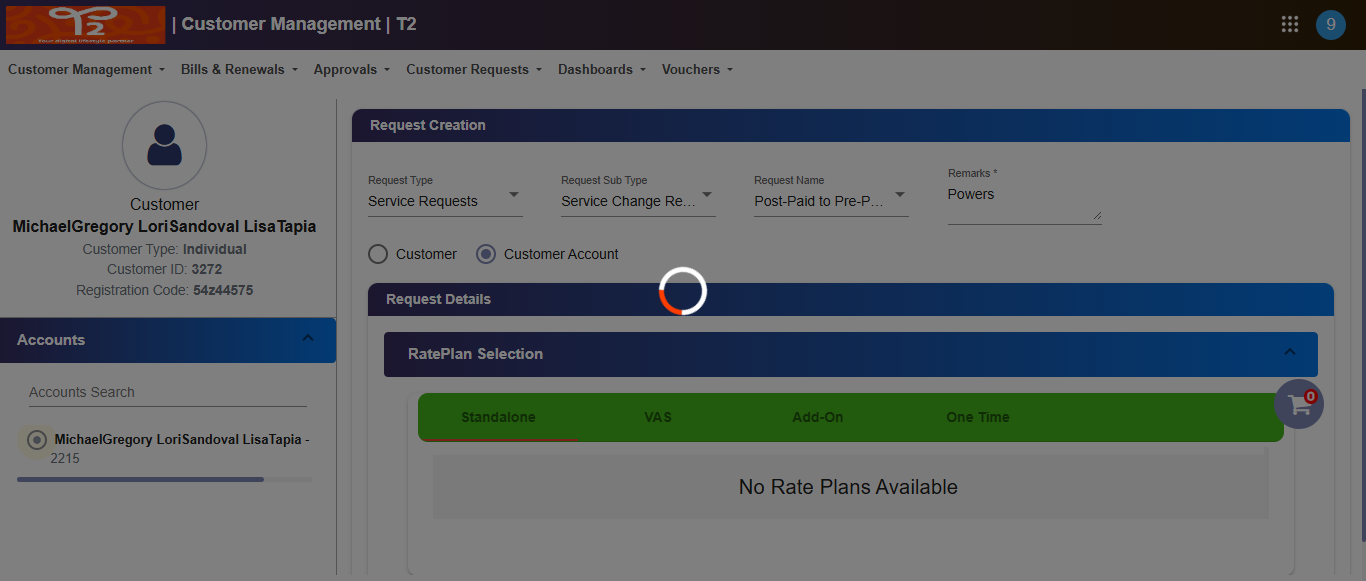 T2
Your digital lifestyle partner
| Customer Management | T2
9
Customer Management
Bills & Renewals
Approvals
Customer Requests
Dashboards
Vouchers
Customer
MichaelGregory LoriSandoval LisaTapia
Customer Type: Individual
Customer ID: 3272
Registration Code: 54z44575
Accounts
Accounts Search
MichaelGregory LoriSandoval LisaTapia -
2215
Request Creation
Request Type
Service Requests
Request Sub Type
Service Change Re...
Request Name
Post-Paid to Pre-P...
Remarks *
Powers
Customer
Customer Account
Request Details
RatePlan Selection
0
Standalone
VAS
Add-On
One Time
No Rate Plans Available